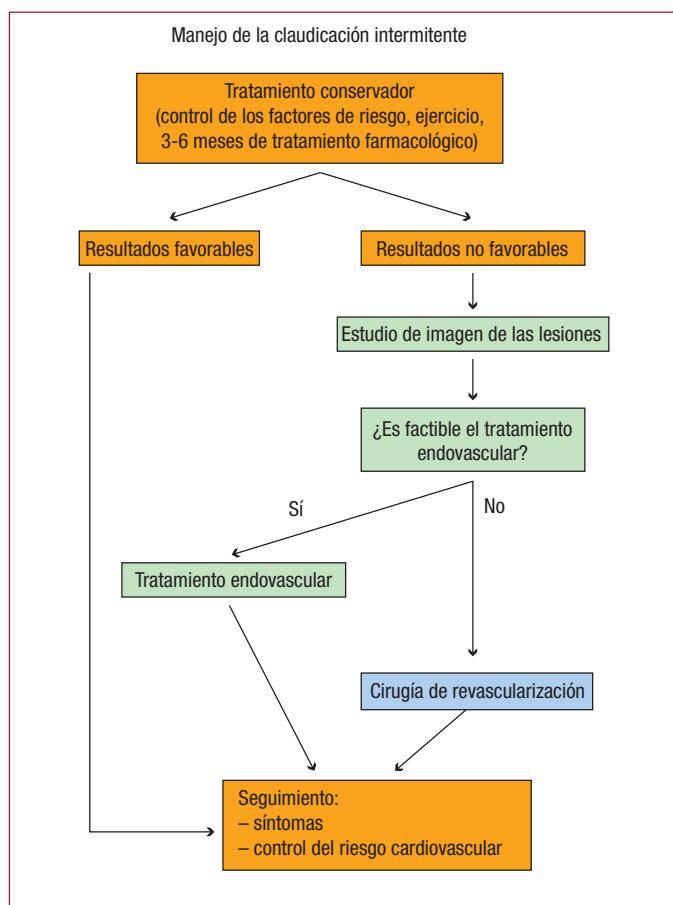 Manejo de la claudicación intermitente
Tratamiento conservador
(control de los factores de riesgo, ejercicio,
3-6 meses de tratamiento farmacológico)
Resultados favorables
Resultados no favorables
Estudio de imagen de las lesiones
¿Es factible el tratamiento
endovascular?
Sí
No
Tratamiento endovascular
Cirugía de revascularización
Seguimiento:
– síntomas
– control del riesgo cardiovascular